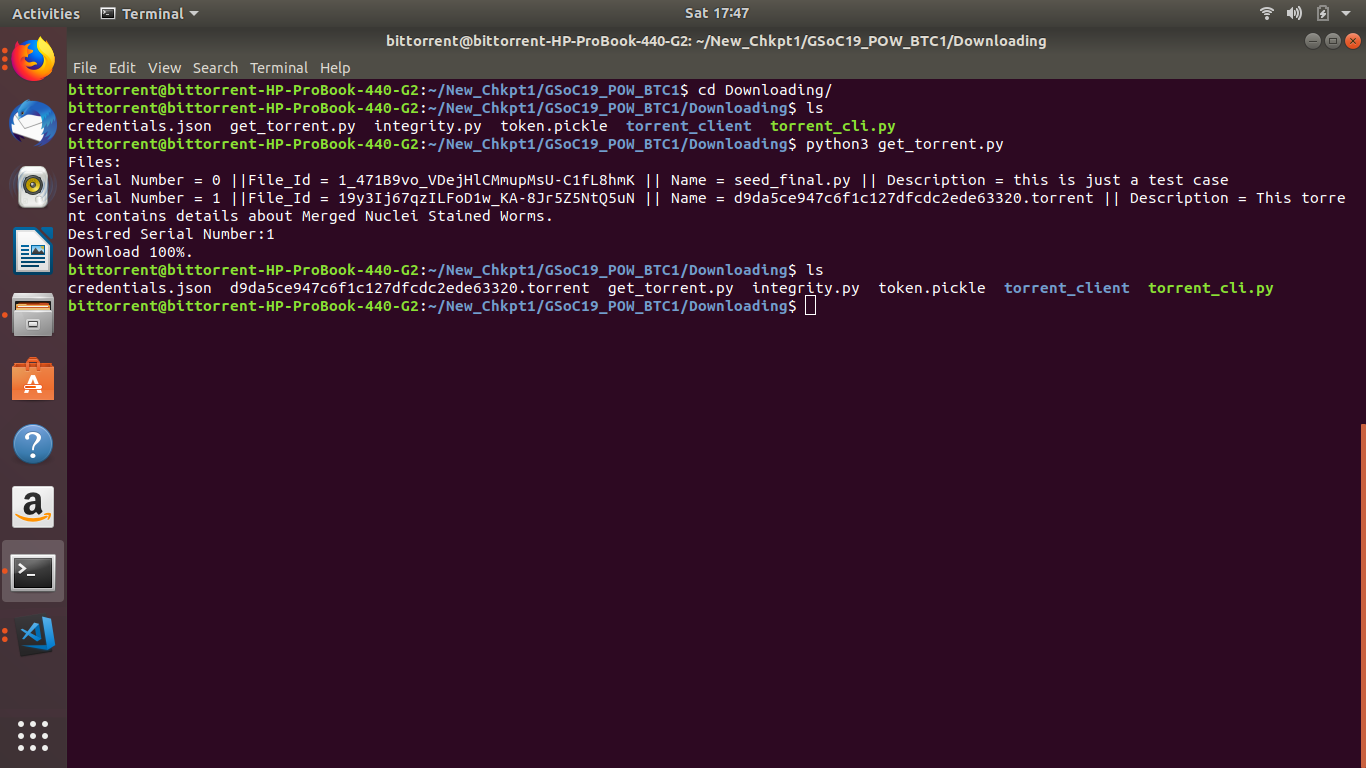 Activities Terminal Sat 17:47
bittorrent@bittorrent-HP-ProBook-440-G2: ~/New_Chkpt1/GSoC19_POW_BTC1/Downloading
File Edit View Search Terminal Help
bittorrent@bittorrent-HP-ProBook-440-G2:~/New_Chkpt1/GSoC19_POW_BTC1$ cd Downloading/
bittorrent@bittorrent-HP-ProBook-440-G2:~/New_Chkpt1/GSoC19_POW_BTC1/Downloading$ ls
credentials.json  get_torrent.py  integrity.py  token.pickle  torrent_client  torrent_cli.py
bittorrent@bittorrent-HP-ProBook-440-G2:~/New_Chkpt1/GSoC19_POW_BTC1/Downloading$ python3 get_torrent.py
Files:
Serial Number = 0 ||File_Id = 1_471B9vo_VDejHlCMmupMsU-C1fL8hmK || Name = seed_final.py || Description = this is just a test case
Serial Number = 1 ||File_Id = 19y3Ij67qzILFoD1w_KA-8Jr5Z5NtQ5uN || Name = d9da5ce947c6f1c127dfcdc2ede63320.torrent || Description = This torre
nt contains details about Merged Nuclei Stained Worms.
Desired Serial Number:1
Download 100%.
bittorrent@bittorrent-HP-ProBook-440-G2:~/New_Chkpt1/GSoC19_POW_BTC1/Downloading$ ls
credentials.json  d9da5ce947c6f1c127dfcdc2ede63320.torrent  get_torrent.py  integrity.py  token.pickle  torrent_client  torrent_cli.py
bittorrent@bittorrent-HP-ProBook-440-G2:~/New_Chkpt1/GSoC19_POW_BTC1/Downloading$